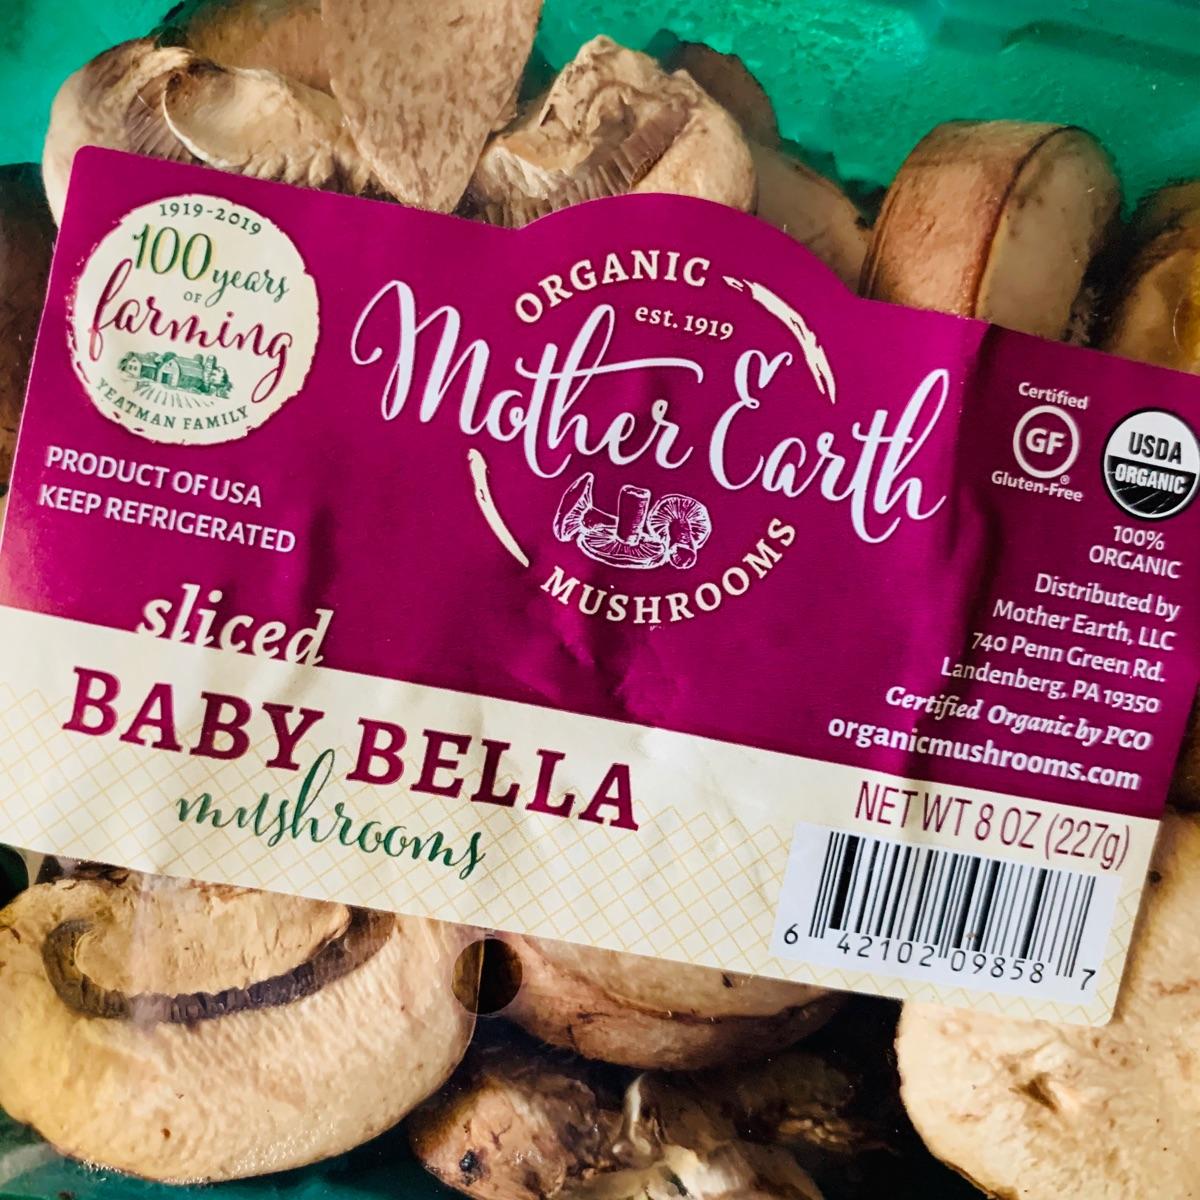 1919-2019
100 years
OF
farming
YEATMAN FAMILY
PRODUCT OF USA
KEEP REFRIGERATED
ORGANIC
est. 1919
Mother Earth
MUSHROOMS
Certified
GF
®
Gluten-Free
USDA
ORGANIC
100%
ORGANIC
Distributed by
Mother Earth, LLC
740 Penn Green Rd.
Landenberg, PA 19350
Certified Organic by PCO
organicmushrooms.com
sliced
BABY BELLA
mushrooms
NET WT 8 OZ (227g)
6 42102 09858 7